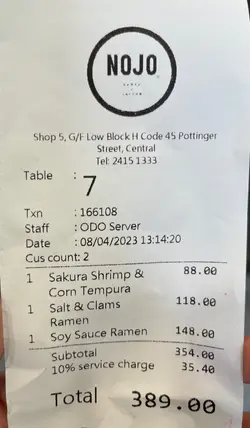 NOJO
Shop 5, G/F Low Block H Code 45 Pottinger
Street, Central
Tel: 2415 1333
Table : 7
Txn : 166108
Staff : ODO Server
Date : 08/04/2023 13:14:20
Cus count: 2
1 Sakura Shrimp & 88.00
Corn Tempura
1 Salt & Clams 118.00
Ramen
1 Soy Sauce Ramen 148.00
Subtotal 354.00
10% service charge 35.40
Total 389.00